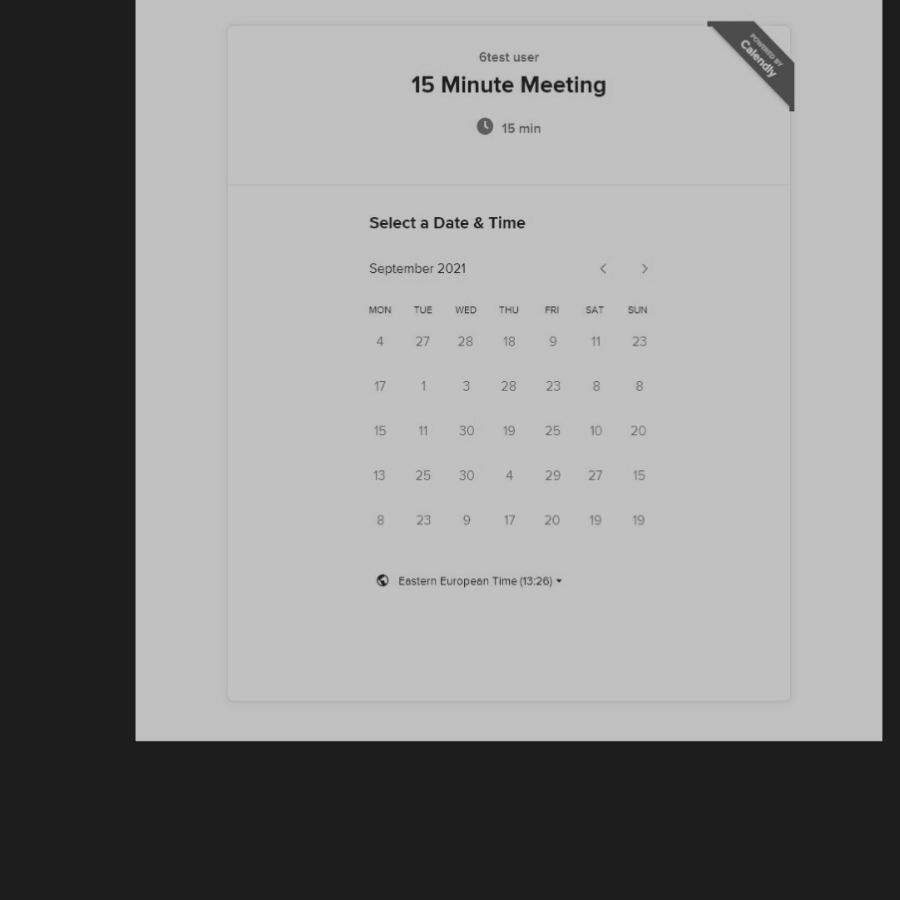 POWERED BY
Calendly
6test user
15 Minute Meeting
15 min
Select a Date & Time
September 2021
MON TUE WED THU FRI SAT SUN
4 27 28 18 9 11 23
17 1 3 28 23 8 8
15 11 30 19 25 10 20
13 25 30 4 29 27 15
8 23 9 17 20 19 19
Eastern European Time (13:26)